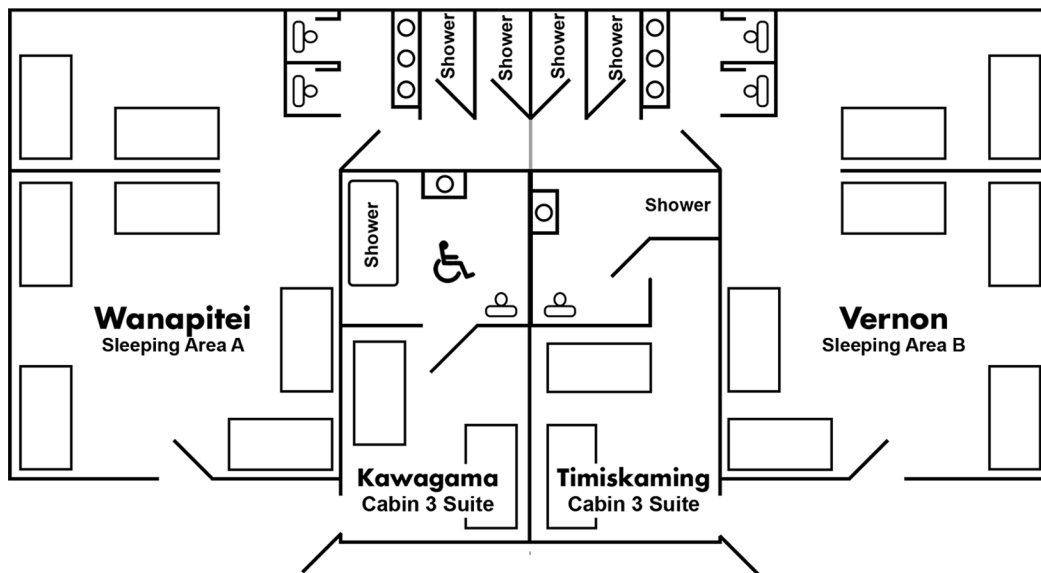 Shower
Shower
Shower
Shower
Shower
Shower
Wanapitei
Sleeping Area A
Vernon
Sleeping Area B
Kawagama
Cabin 3 Suite
Timiskaming
Cabin 3 Suite